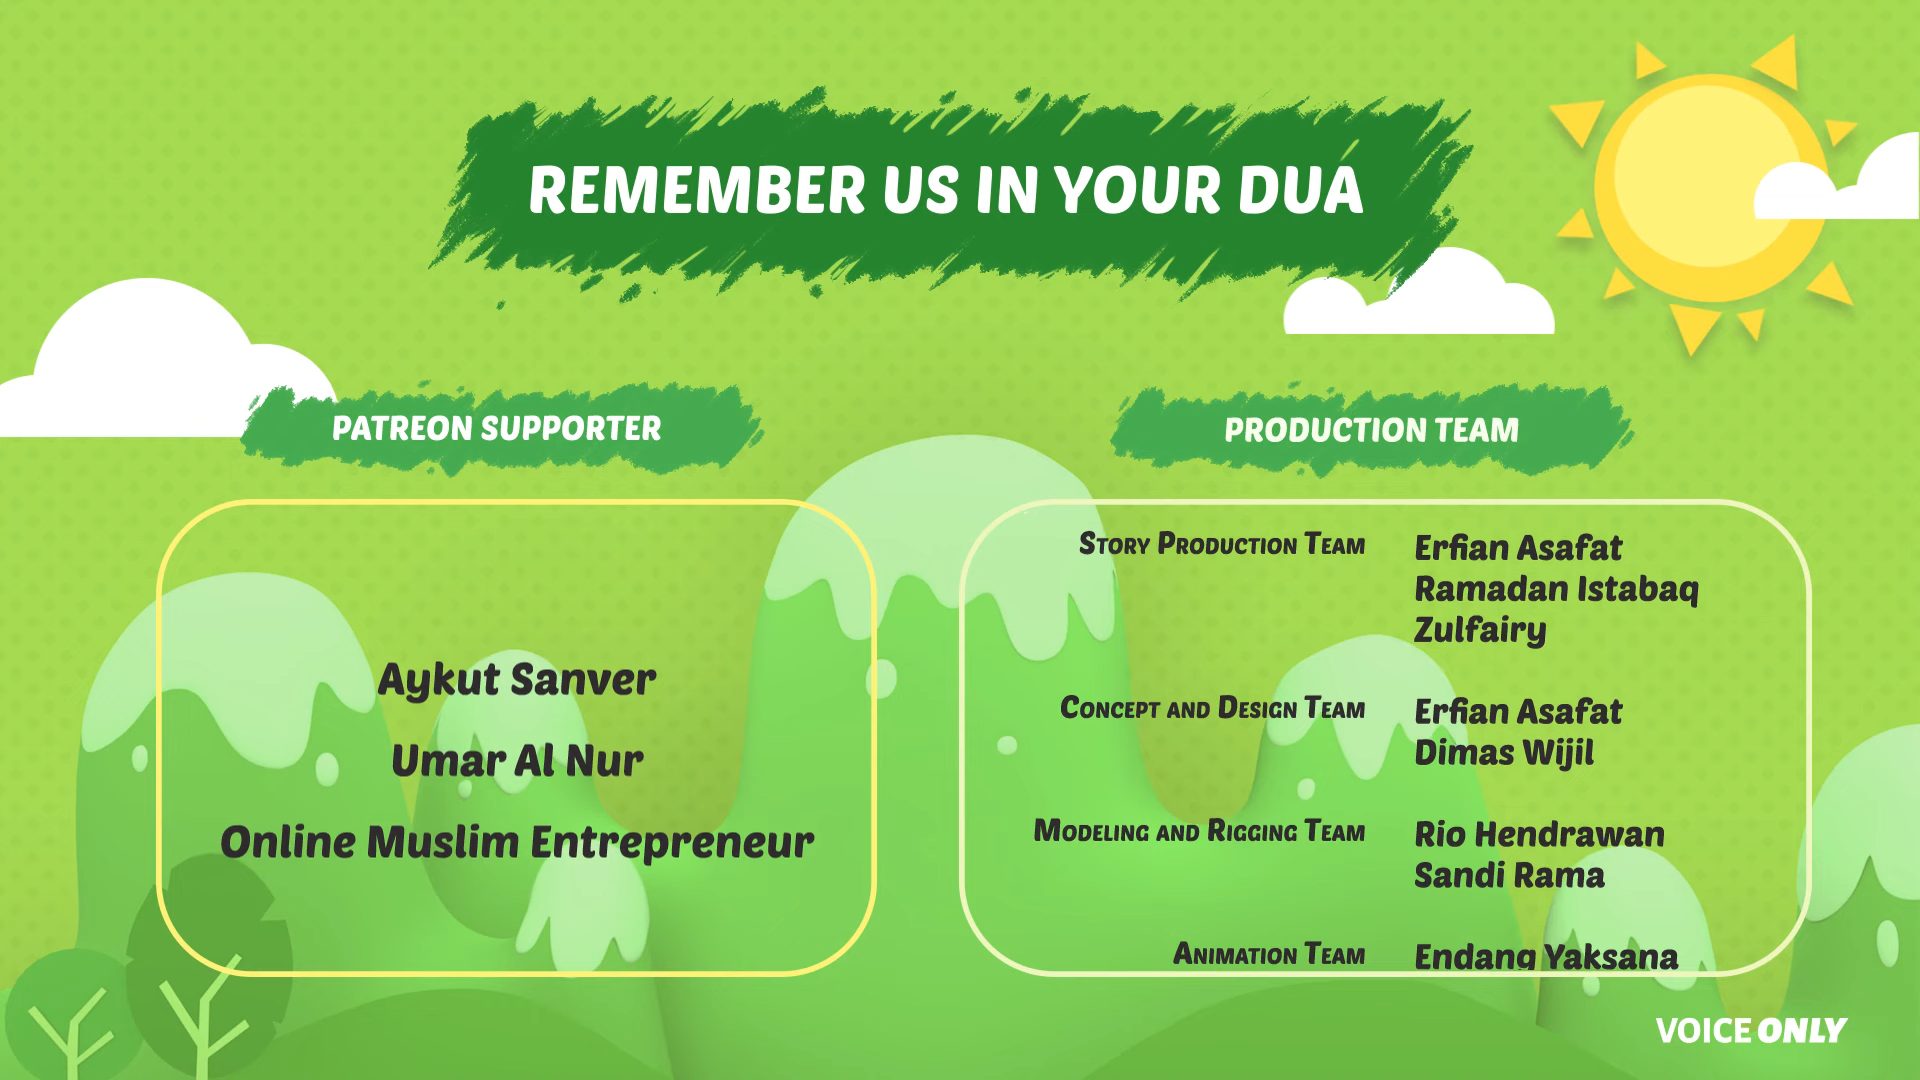 REMEMBER US IN YOUR DUA
PATREON SUPPORTER
Aykut Sanver
Umar Al Nur
Online Muslim Entrepreneur
PRODUCTION TEAM
Story Production Team
Erfian Asafat
Ramadan Istabaq
Zulfairy
Concept and Design Team
Erfian Asafat
Dimas Wijil
Modeling and Rigging Team
Rio Hendrawan
Sandi Rama
Animation Team
Endang Yaksana
VOICE ONLY